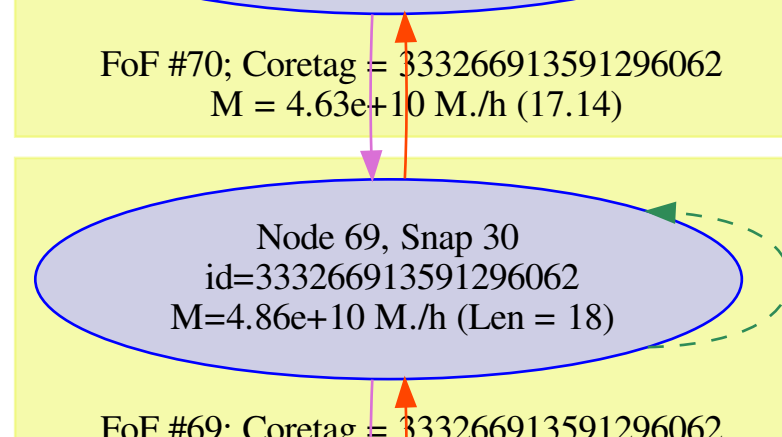 FoF #70; Coretag = 333266913591296062
M = 4.63e+10 M./h (17.14)
Node 69, Snap 30
id=333266913591296062
M=4.86e+10 M./h (Len = 18)
FoF #69; Coretag = 333266913591296062